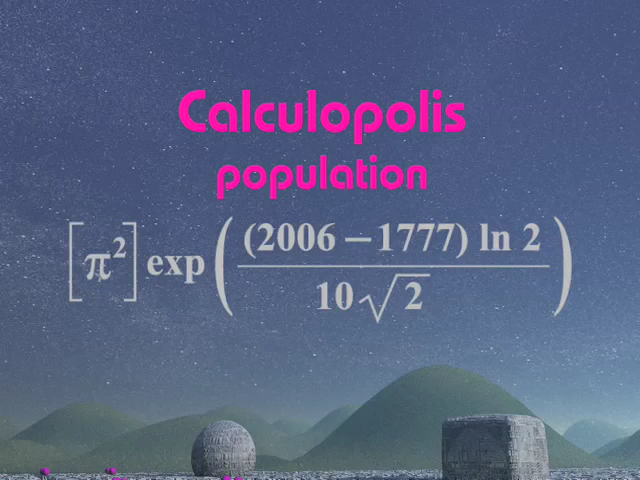 Calculopolis
population
[π²] exp ( (2006 − 1777) ln 2 / 10√2 )